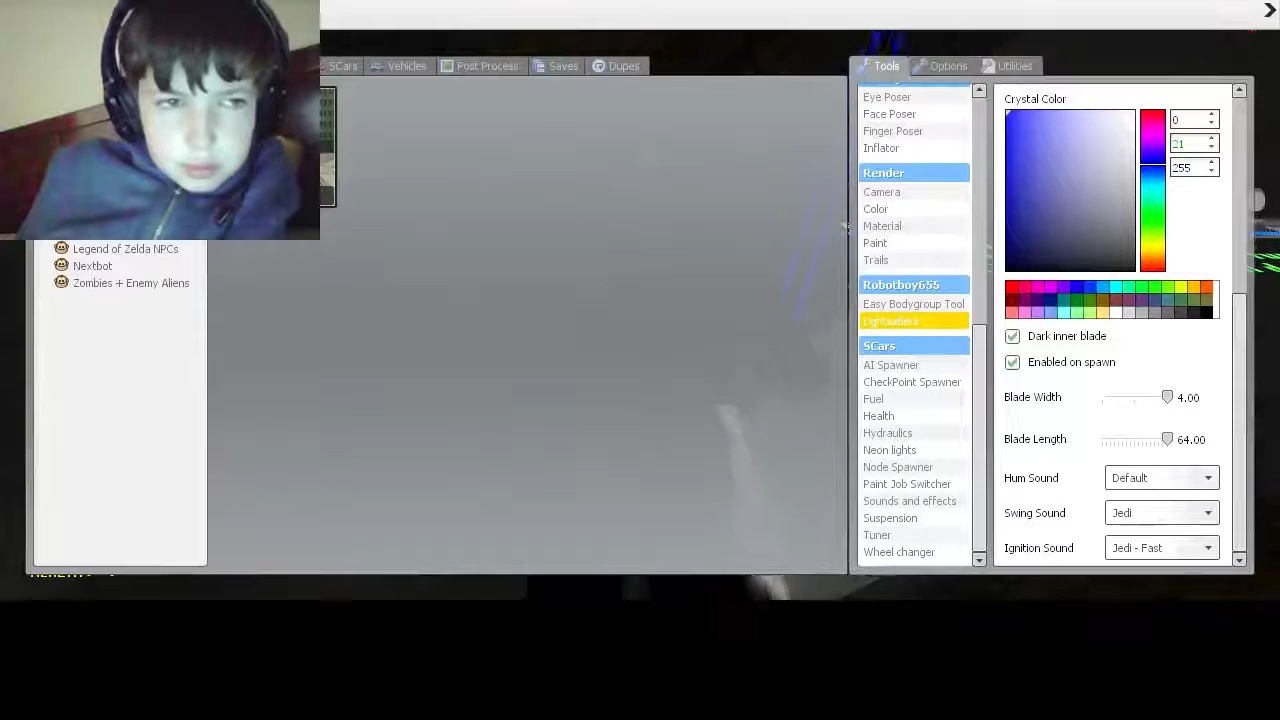 SCars Vehicles Post Process Saves Dupes
Tools Options Utilities
Legend of Zelda NPCs
Nextbot
Zombies + Enemy Aliens
Eye Poser
Face Poser
Finger Poser
Inflator
Render
Camera
Color
Material
Paint
Trails
Robotboy655
Easy Bodygroup Tool
Lightsabers
SCars
AI Spawner
CheckPoint Spawner
Fuel
Health
Hydraulics
Neon lights
Node Spawner
Paint Job Switcher
Sounds and effects
Suspension
Tuner
Wheel changer
Crystal Color
0
21
255
Dark inner blade
Enabled on spawn
Blade Width 4.00
Blade Length 64.00
Hum Sound Default
Swing Sound Jedi
Ignition Sound Jedi - Fast